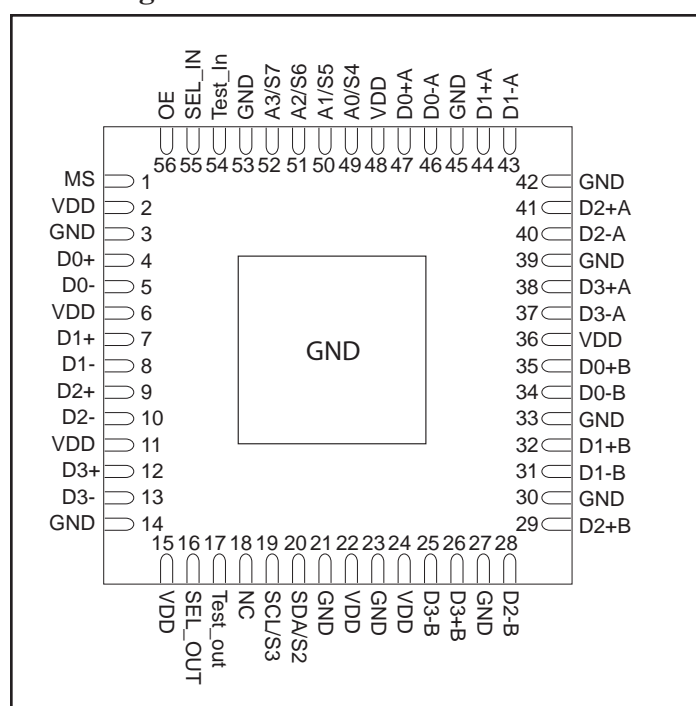 OE
SEL_IN
Test_In
GND
A3/S7
A2/S6
A1/S5
A0/S4
VDD
D0+A
D0-A
GND
D1+A
D1-A
56 55 54 53 52 51 50 49 48 47 46 45 44 43
MS 1
VDD 2
GND 3
D0+ 4
D0- 5
VDD 6
D1+ 7
D1- 8
D2+ 9
D2- 10
VDD 11
D3+ 12
D3- 13
GND 14
GND
42 GND
41 D2+A
40 D2-A
39 GND
38 D3+A
37 D3-A
36 VDD
35 D0+B
34 D0-B
33 GND
32 D1+B
31 D1-B
30 GND
29 D2+B
15 16 17 18 19 20 21 22 23 24 25 26 27 28
VDD
SEL_OUT
Test_out
NC
SCL/S3
SDA/S2
GND
VDD
GND
VDD
D3-B
D3+B
GND
D2-B